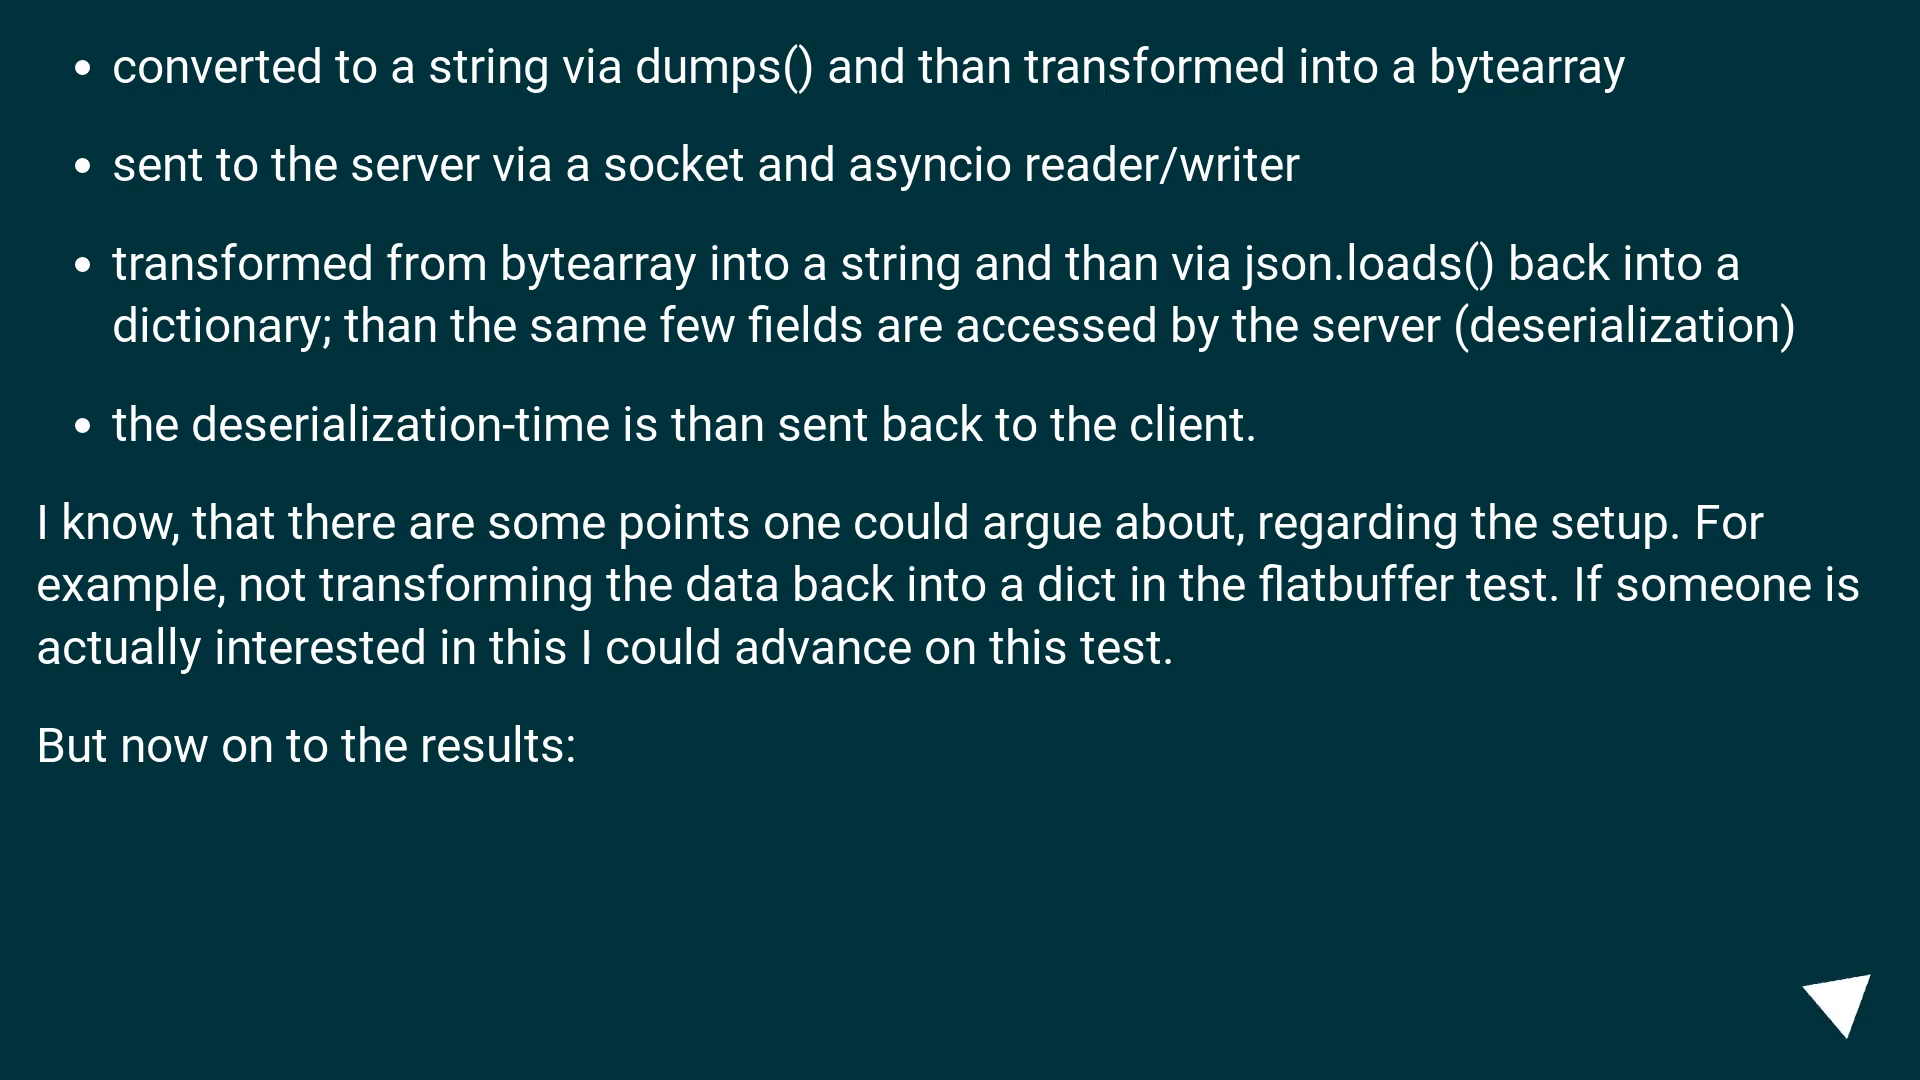 • converted to a string via dumps() and than transformed into a bytearray
• sent to the server via a socket and asyncio reader/writer
• transformed from bytearray into a string and than via json.loads() back into a
dictionary; than the same few fields are accessed by the server (deserialization)
• the deserialization-time is than sent back to the client.
I know, that there are some points one could argue about, regarding the setup. For
example, not transforming the data back into a dict in the flatbuffer test. If someone is
actually interested in this I could advance on this test.
But now on to the results: